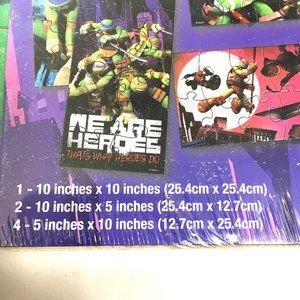 WE ARE
HEROES
THAT'S WHAT HEROES DO
1 - 10 inches x 10 inches (25.4cm x 25.4cm)
2 - 10 inches x 5 inches (25.4cm x 12.7cm)
4 - 5 inches x 10 inches (12.7cm x 25.4cm)